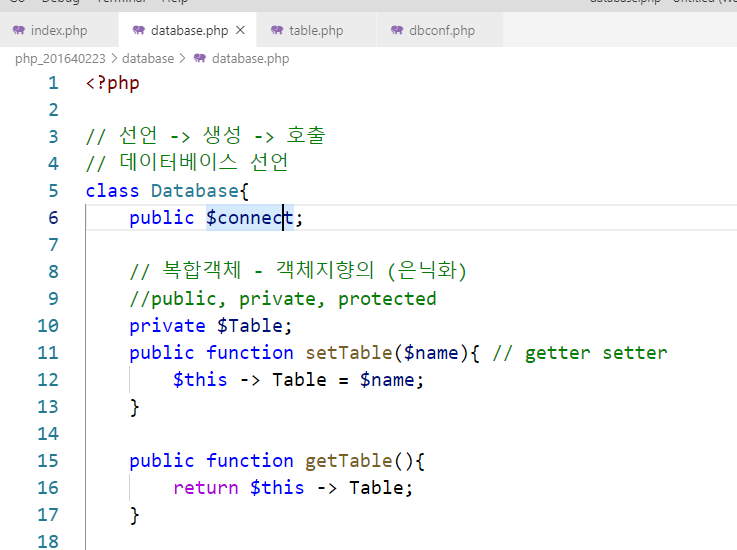 Go Debug Terminal Help database.php - Untitled (Wo
index.php database.php × table.php dbconf.php
php_201640223 > database > database.php
1 <?php
2
3 // 선언 -> 생성 -> 호출
4 // 데이터베이스 선언
5 class Database{
6 public $connect;
7
8 // 복합객체 - 객체지향의 (은닉화)
9 //public, private, protected
10 private $Table;
11 public function setTable($name){ // getter setter
12 $this -> Table = $name;
13 }
14
15 public function getTable(){
16 return $this -> Table;
17 }
18